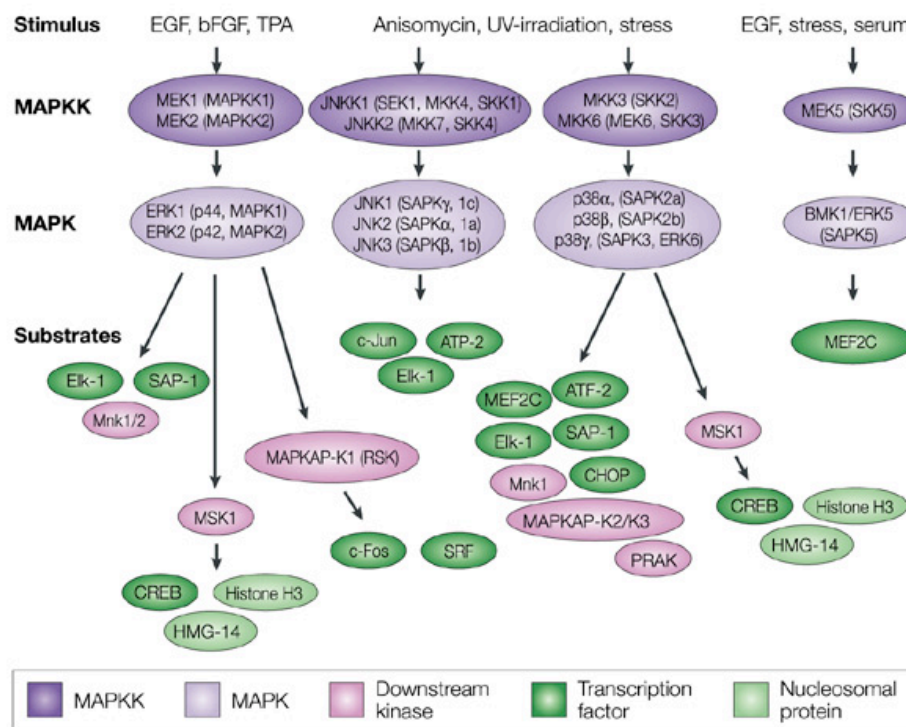 Stimulus
EGF, bFGF, TPA
Anisomycin, UV-irradiation, stress
EGF, stress, serum
MAPKK
MEK1 (MAPKK1)
MEK2 (MAPKK2)
JNKK1 (SEK1, MKK4, SKK1)
JNKK2 (MKK7, SKK4)
MKK3 (SKK2)
MKK6 (MEK6, SKK3)
MEK5 (SKK5)
MAPK
ERK1 (p44, MAPK1)
ERK2 (p42, MAPK2)
JNK1 (SAPKγ, 1c)
JNK2 (SAPKα, 1a)
JNK3 (SAPKβ, 1b)
p38α, (SAPK2a)
p38β, (SAPK2b)
p38γ, (SAPK3, ERK6)
BMK1/ERK5
(SAPK5)
Substrates
Elk-1
SAP-1
Mnk1/2
c-Jun
ATP-2
Elk-1
MEF2C
MEF2C
ATF-2
Elk-1
SAP-1
Mnk1
CHOP
MAPKAP-K2/K3
PRAK
MSK1
CREB
Histone H3
HMG-14
MAPKAP-K1 (RSK)
c-Fos
SRF
MSK1
CREB
Histone H3
HMG-14
MAPKK
MAPK
Downstream
kinase
Transcription
factor
Nucleosomal
protein